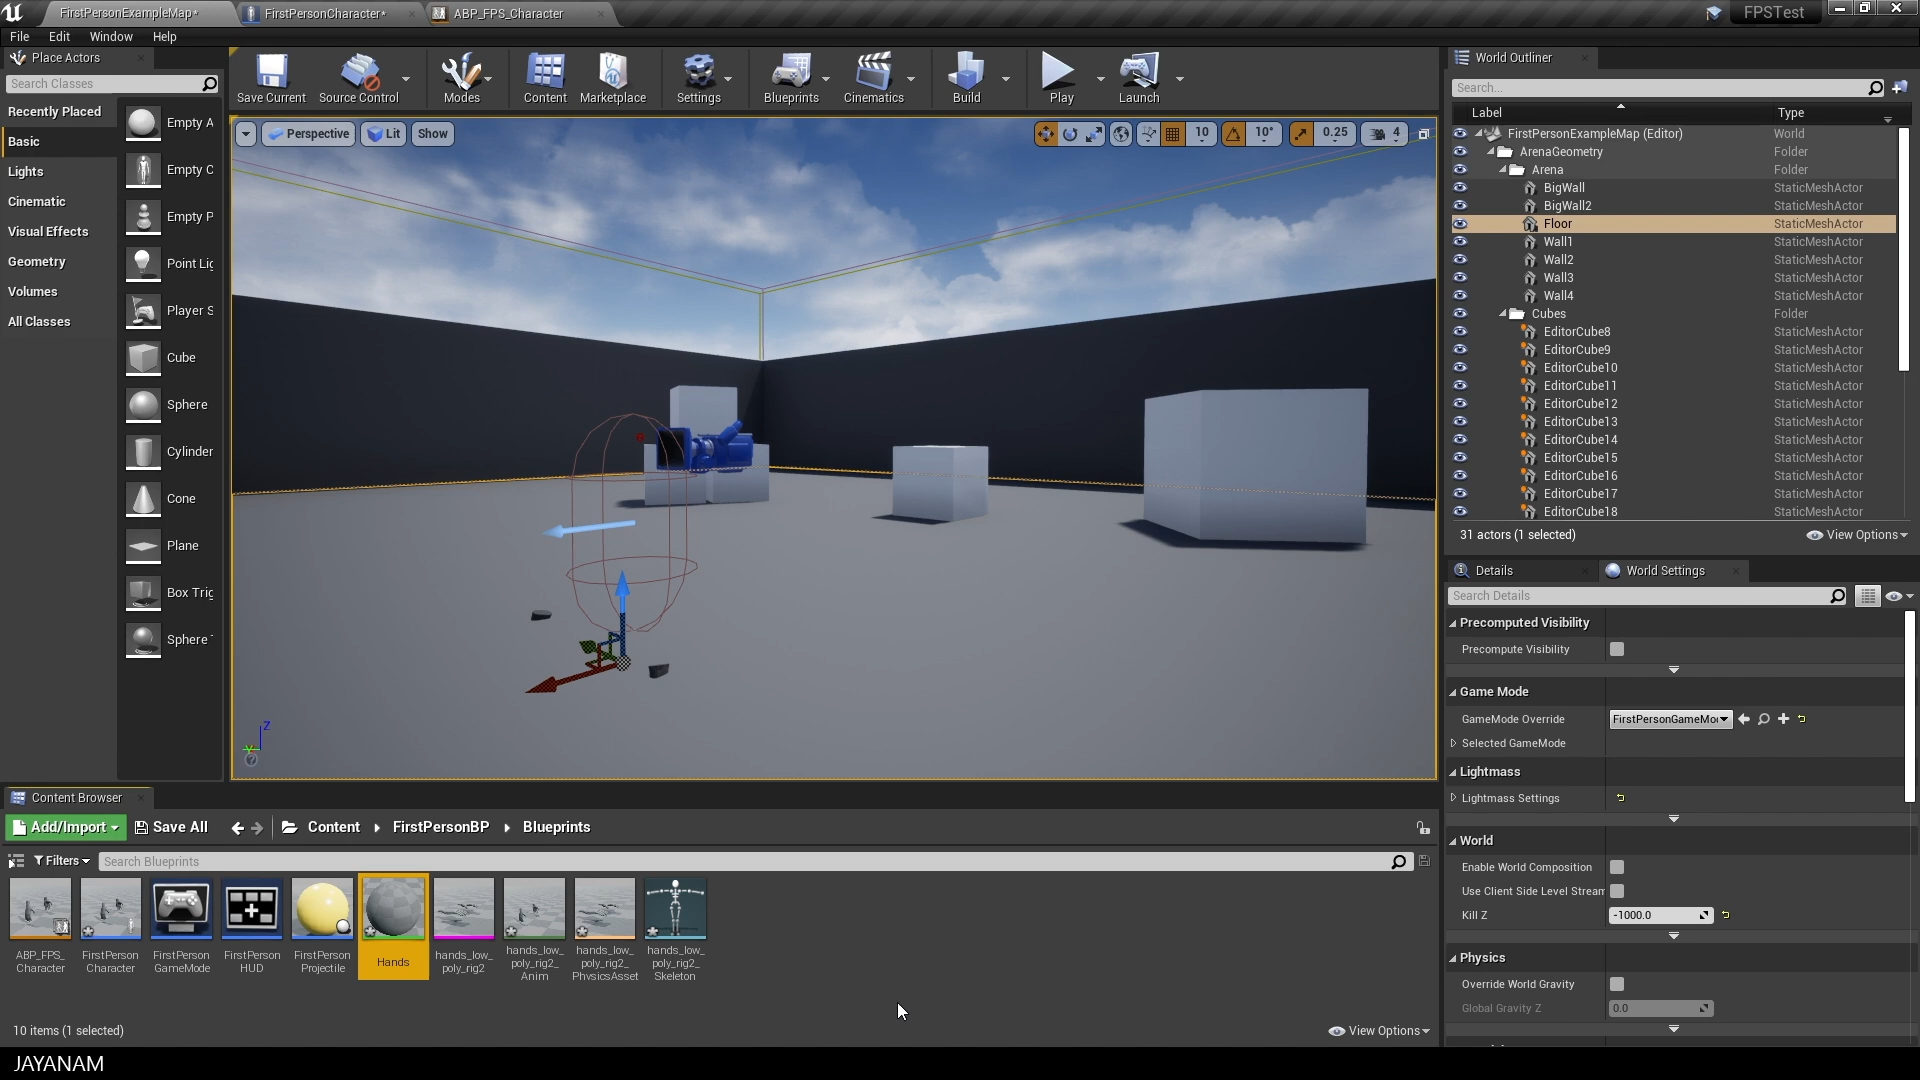 FirstPersonExampleMap*
FirstPersonCharacter*
ABP_FPS_Character
FPSTest
File Edit Window Help
Place Actors
Search Classes
Recently Placed
Basic
Lights
Cinematic
Visual Effects
Geometry
Volumes
All Classes
Empty A
Empty C
Empty P
Point Lig
Player S
Cube
Sphere
Cylinder
Cone
Plane
Box Trig
Sphere T
Save Current
Source Control
Modes
Content
Marketplace
Settings
Blueprints
Cinematics
Build
Play
Launch
Perspective
Lit
Show
10
10°
0.25
4
Z
Y
World Outliner
Search...
Label Type
FirstPersonExampleMap (Editor) World
ArenaGeometry Folder
Arena Folder
BigWall StaticMeshActor
BigWall2 StaticMeshActor
Floor StaticMeshActor
Wall1 StaticMeshActor
Wall2 StaticMeshActor
Wall3 StaticMeshActor
Wall4 StaticMeshActor
Cubes Folder
EditorCube8 StaticMeshActor
EditorCube9 StaticMeshActor
EditorCube10 StaticMeshActor
EditorCube11 StaticMeshActor
EditorCube12 StaticMeshActor
EditorCube13 StaticMeshActor
EditorCube14 StaticMeshActor
EditorCube15 StaticMeshActor
EditorCube16 StaticMeshActor
EditorCube17 StaticMeshActor
EditorCube18 StaticMeshActor
31 actors (1 selected)
View Options
Details
World Settings
Search Details
Precomputed Visibility
Precompute Visibility
Game Mode
GameMode Override FirstPersonGameMo
Selected GameMode
Lightmass
Lightmass Settings
World
Enable World Composition
Use Client Side Level Stream
Kill Z -1000.0
Physics
Override World Gravity
Global Gravity Z 0.0
Content Browser
Add/Import
Save All
Content
FirstPersonBP
Blueprints
Filters
Search Blueprints
ABP_FPS_
Character
FirstPerson
Character
FirstPerson
GameMode
FirstPerson
HUD
FirstPerson
Projectile
Hands
hands_low_
poly_rig2
hands_low_
poly_rig2_
Anim
hands_low_
poly_rig2_
PhysicsAsset
hands_low_
poly_rig2_
Skeleton
10 items (1 selected)
View Options
JAYANAM